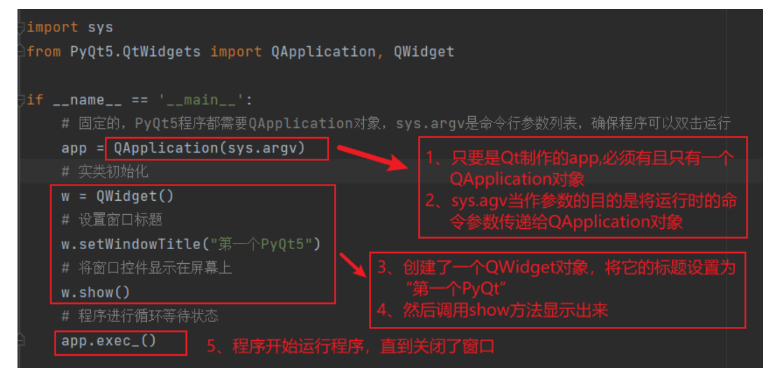 import sys
from PyQt5.QtWidgets import QApplication, QWidget
if __name__ == '__main__':
# 固定的，PyQt5程序都需要QApplication对象，sys.argv是命令行参数列表，确保程序可以双击运行
app = QApplication(sys.argv)
# 实类初始化
w = QWidget()
# 设置窗口标题
w.setWindowTitle("第一个PyQt5")
# 将窗口控件显示在屏幕上
w.show()
# 程序进行循环等待状态
app.exec_()
1、只要是Qt制作的app,必须有且只有一个
QApplication对象
2、sys.agv当作参数的目的是将运行时的命
令参数传递给QApplication对象
3、创建了一个QWidget对象，将它的标题设置为
“第一个PyQt”
4、然后调用show方法显示出来
5、程序开始运行程序，直到关闭了窗口